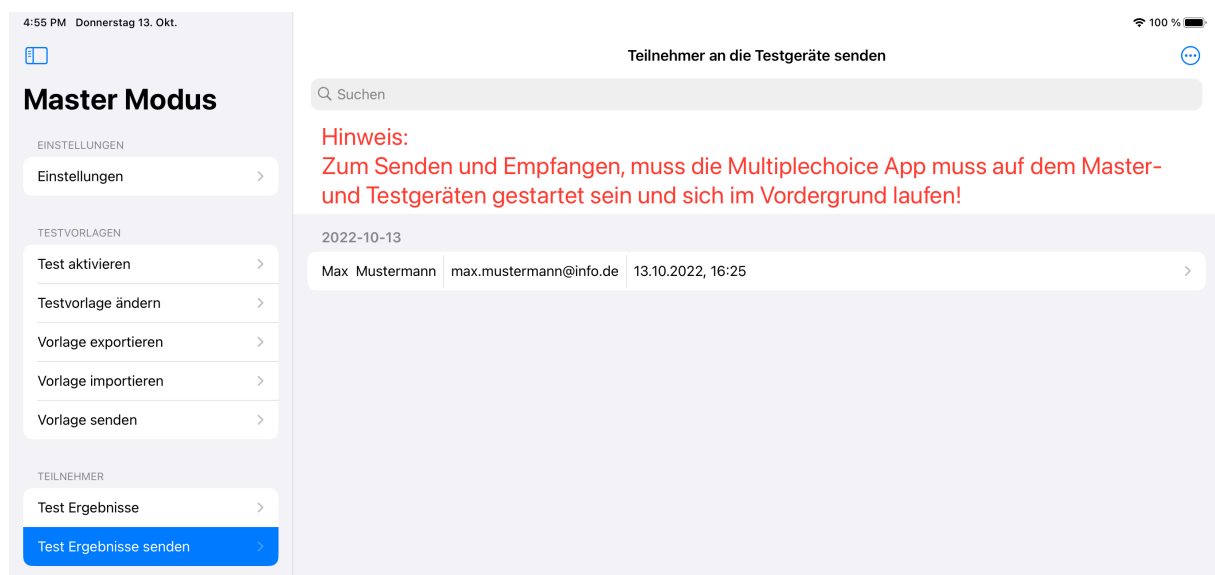 4:55 PM Donnerstag 13. Okt.
100 %
Master Modus
EINSTELLUNGEN
Einstellungen
TESTVORLAGEN
Test aktivieren
Testvorlage ändern
Vorlage exportieren
Vorlage importieren
Vorlage senden
TEILNEHMER
Test Ergebnisse
Test Ergebnisse senden
Teilnehmer an die Testgeräte senden
Suchen
Hinweis:
Zum Senden und Empfangen, muss die Multiplechoice App muss auf dem Master-
und Testgeräten gestartet sein und sich im Vordergrund laufen!
2022-10-13
Max Mustermann max.mustermann@info.de 13.10.2022, 16:25